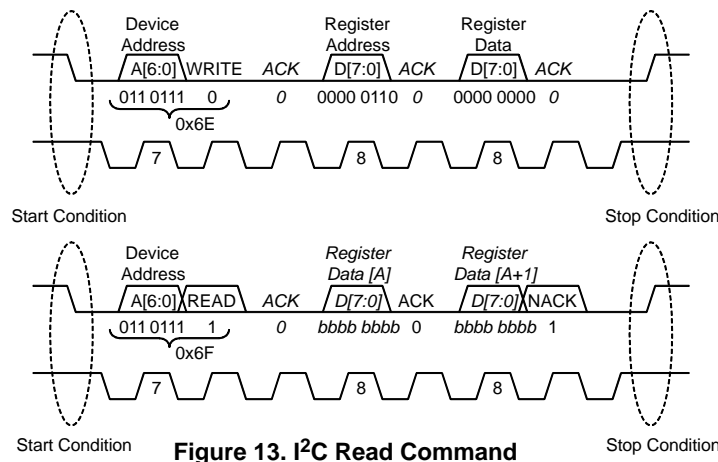 Device Register Register
Address Address Data
A[6:0] WRITE ACK D[7:0] ACK D[7:0] ACK
011 0111 0 0 0000 0110 0 0000 0000 0
0x6E
7 8 8
Start Condition Stop Condition
Device Register Register
Address Data [A] Data [A+1]
A[6:0] READ ACK D[7:0] ACK D[7:0] NACK
011 0111 1 0 bbbb bbbb 0 bbbb bbbb 1
0x6F
7 8 8
Start Condition Stop Condition
Figure 13. I²C Read Command